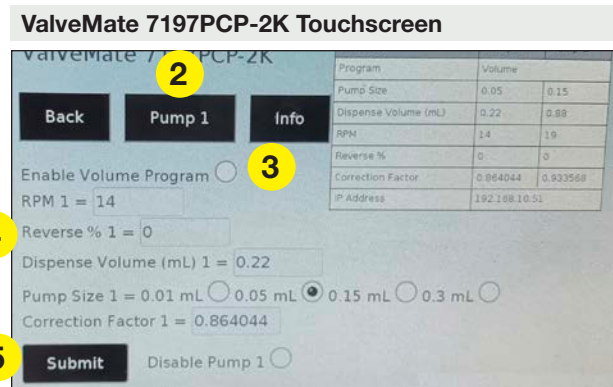 ValveMate 7197PCP-2K Touchscreen
ValveMate 7197PCP-2K
2
Back Pump 1 Info
Program Volume
Pump Size 0.05 0.15
Dispense Volume (mL) 0.22 0.88
RPM 14 19
Reverse % 0 0
Correction Factor 0.864044 0.933568
IP Address 192.168.10.51
Enable Volume Program 3
RPM 1 = 14
Reverse % 1 = 0
Dispense Volume (mL) 1 = 0.22
Pump Size 1 = 0.01 mL 0.05 mL 0.15 mL 0.3 mL
Correction Factor 1 = 0.864044
5 Submit Disable Pump 1